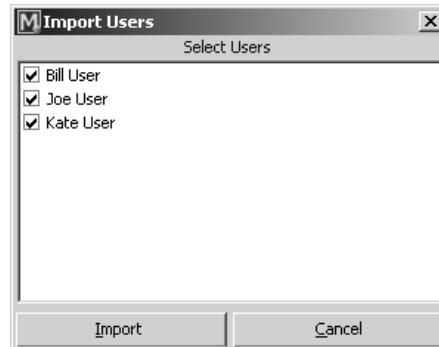 M Import Users
Select Users
Bill User
Joe User
Kate User
Import
Cancel